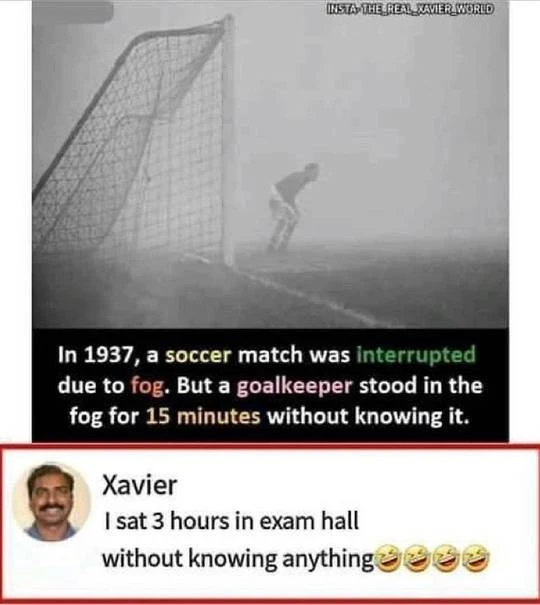 INSTA-THE_REAL_XAVIER_WORLD
In 1937, a soccer match was interrupted
due to fog. But a goalkeeper stood in the
fog for 15 minutes without knowing it.
Xavier
I sat 3 hours in exam hall
without knowing anything🤣🤣🤣🤣